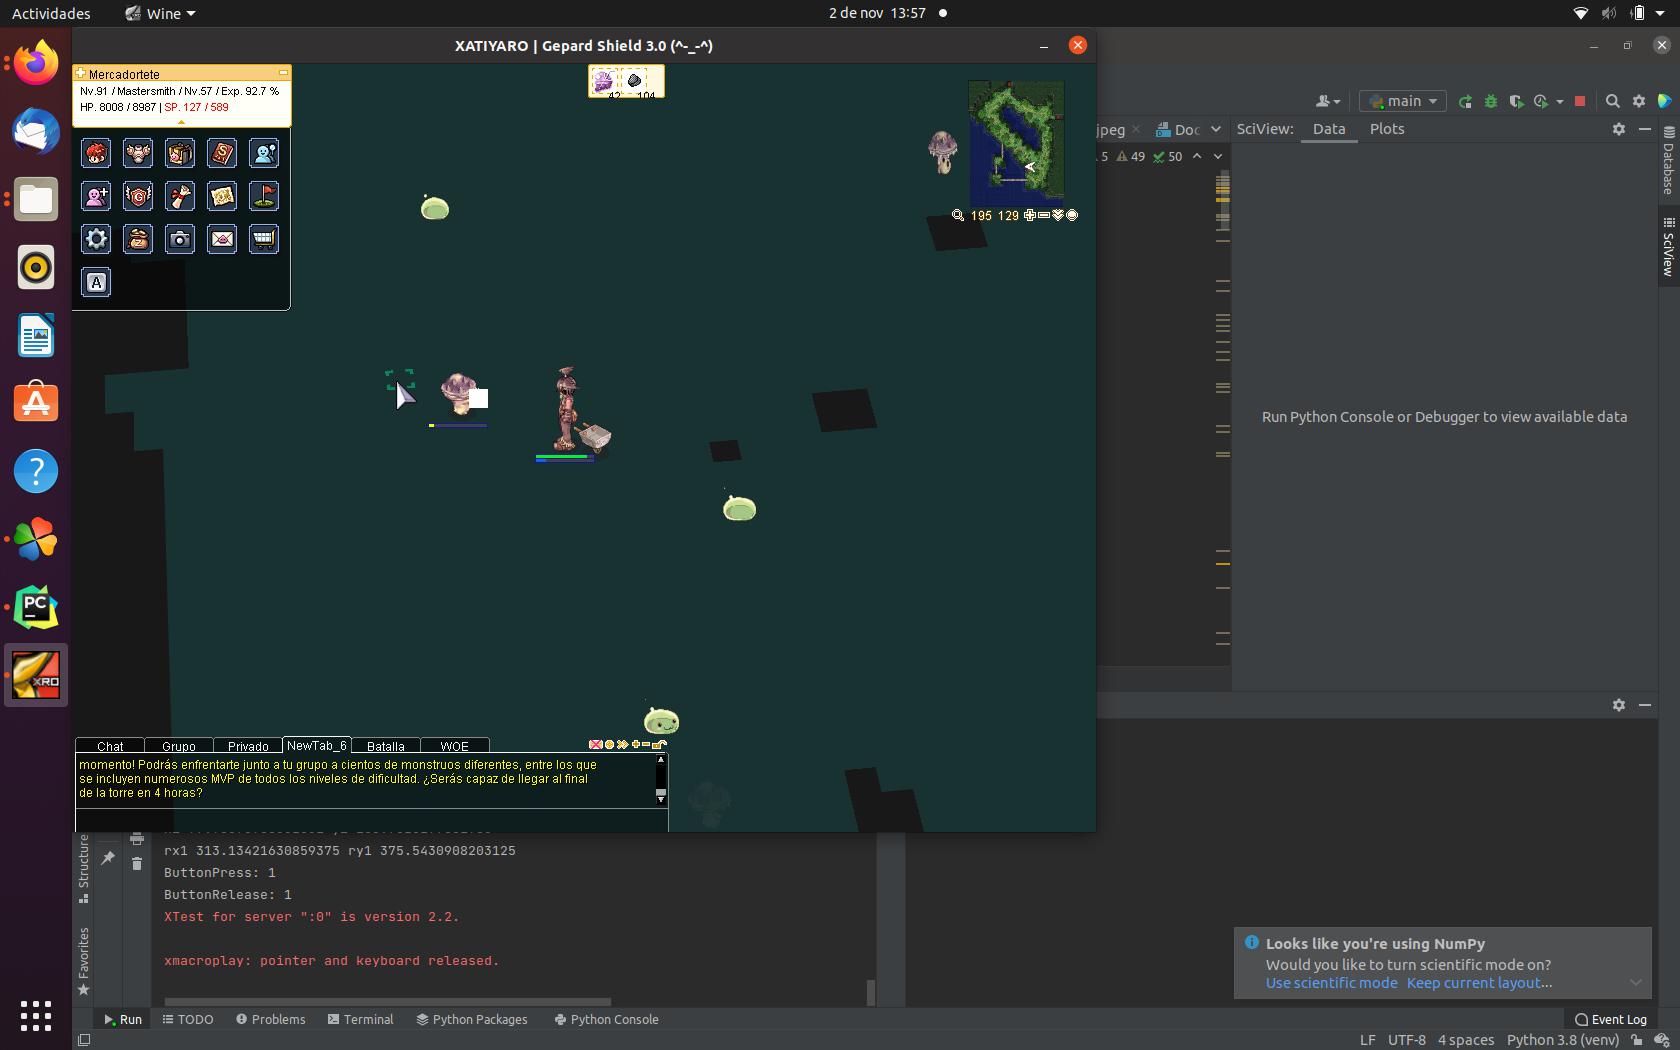 Actividades
Wine
2 de nov 13:57
XATIYARO | Gepard Shield 3.0 (^-_-^)
Mercadortete
Nv.91 / Mastersmith / Nv.57 / Exp. 92.7 %
HP. 8008 / 8987 | SP. 127 / 589
42 104
S
G
Z
A
195 129
main
jpeg
Doc
SciView: Data Plots
5 49 50
Database
SciView
Run Python Console or Debugger to view available data
PC
XRO
Chat Grupo Privado NewTab_6 Batalla WOE
momento! Podrás enfrentarte junto a tu grupo a cientos de monstruos diferentes, entre los que
se incluyen numerosos MVP de todos los niveles de dificultad. ¿Serás capaz de llegar al final
de la torre en 4 horas?
rx1 313.13421630859375 ry1 375.5430908203125
ButtonPress: 1
ButtonRelease: 1
XTest for server ":0" is version 2.2.
xmacroplay: pointer and keyboard released.
Structure
Favorites
Looks like you're using NumPy
Would you like to turn scientific mode on?
Use scientific mode Keep current layout...
Run TODO Problems Terminal Python Packages Python Console
Event Log
LF UTF-8 4 spaces Python 3.8 (venv)